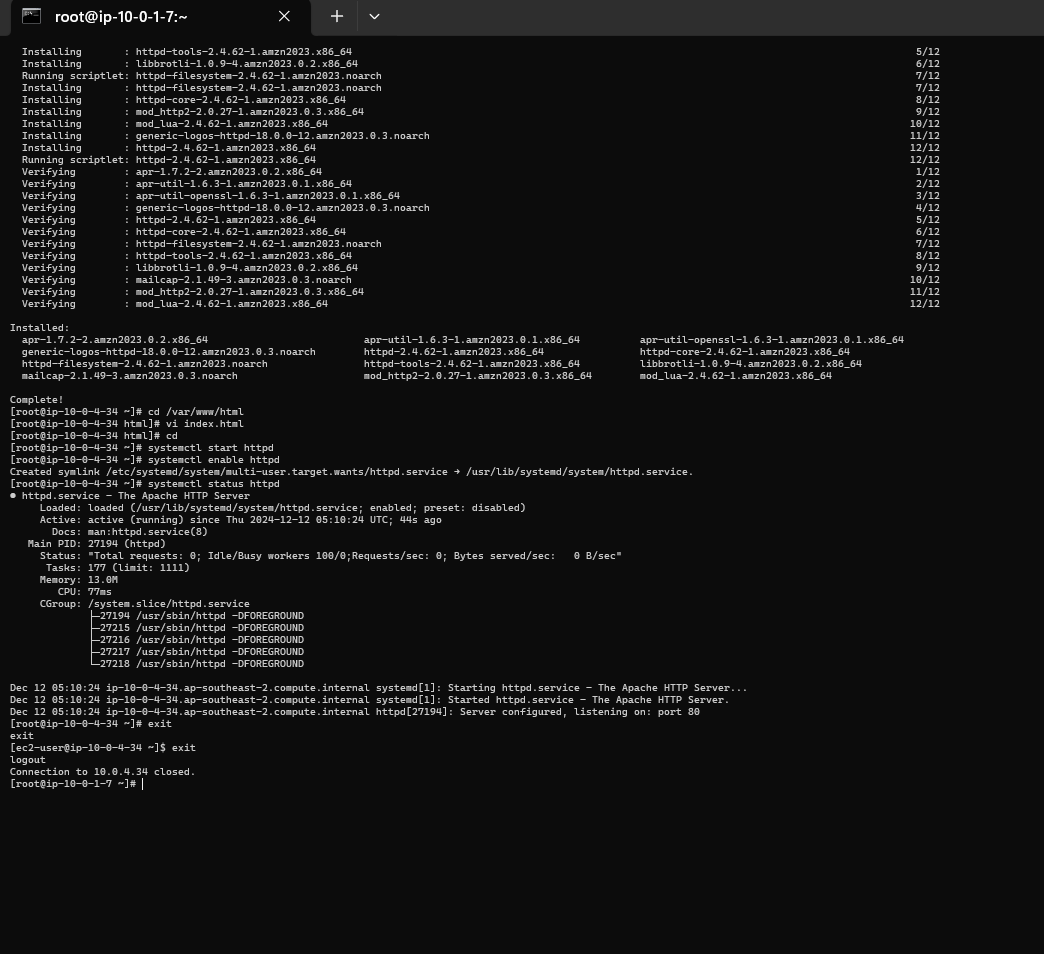 root@ip-10-0-1-7:~
Installing : httpd-tools-2.4.62-1.amzn2023.x86_64 5/12
Installing : libbrotli-1.0.9-4.amzn2023.0.2.x86_64 6/12
Running scriptlet: httpd-filesystem-2.4.62-1.amzn2023.noarch 7/12
Installing : httpd-filesystem-2.4.62-1.amzn2023.noarch 7/12
Installing : httpd-core-2.4.62-1.amzn2023.x86_64 8/12
Installing : mod_http2-2.0.27-1.amzn2023.0.3.x86_64 9/12
Installing : mod_lua-2.4.62-1.amzn2023.x86_64 10/12
Installing : generic-logos-httpd-18.0.0-12.amzn2023.0.3.noarch 11/12
Installing : httpd-2.4.62-1.amzn2023.x86_64 12/12
Running scriptlet: httpd-2.4.62-1.amzn2023.x86_64 12/12
Verifying : apr-1.7.2-2.amzn2023.0.2.x86_64 1/12
Verifying : apr-util-1.6.3-1.amzn2023.0.1.x86_64 2/12
Verifying : apr-util-openssl-1.6.3-1.amzn2023.0.1.x86_64 3/12
Verifying : generic-logos-httpd-18.0.0-12.amzn2023.0.3.noarch 4/12
Verifying : httpd-2.4.62-1.amzn2023.x86_64 5/12
Verifying : httpd-core-2.4.62-1.amzn2023.x86_64 6/12
Verifying : httpd-filesystem-2.4.62-1.amzn2023.noarch 7/12
Verifying : httpd-tools-2.4.62-1.amzn2023.x86_64 8/12
Verifying : libbrotli-1.0.9-4.amzn2023.0.2.x86_64 9/12
Verifying : mailcap-2.1.49-3.amzn2023.0.3.noarch 10/12
Verifying : mod_http2-2.0.27-1.amzn2023.0.3.x86_64 11/12
Verifying : mod_lua-2.4.62-1.amzn2023.x86_64 12/12
Installed:
apr-1.7.2-2.amzn2023.0.2.x86_64 apr-util-1.6.3-1.amzn2023.0.1.x86_64 apr-util-openssl-1.6.3-1.amzn2023.0.1.x86_64
generic-logos-httpd-18.0.0-12.amzn2023.0.3.noarch httpd-2.4.62-1.amzn2023.x86_64 httpd-core-2.4.62-1.amzn2023.x86_64
httpd-filesystem-2.4.62-1.amzn2023.noarch httpd-tools-2.4.62-1.amzn2023.x86_64 libbrotli-1.0.9-4.amzn2023.0.2.x86_64
mailcap-2.1.49-3.amzn2023.0.3.noarch mod_http2-2.0.27-1.amzn2023.0.3.x86_64 mod_lua-2.4.62-1.amzn2023.x86_64
Complete!
[root@ip-10-0-4-34 ~]# cd /var/www/html
[root@ip-10-0-4-34 html]# vi index.html
[root@ip-10-0-4-34 html]# cd
[root@ip-10-0-4-34 ~]# systemctl start httpd
[root@ip-10-0-4-34 ~]# systemctl enable httpd
Created symlink /etc/systemd/system/multi-user.target.wants/httpd.service → /usr/lib/systemd/system/httpd.service.
[root@ip-10-0-4-34 ~]# systemctl status httpd
● httpd.service - The Apache HTTP Server
Loaded: loaded (/usr/lib/systemd/system/httpd.service; enabled; preset: disabled)
Active: active (running) since Thu 2024-12-12 05:10:24 UTC; 44s ago
Docs: man:httpd.service(8)
Main PID: 27194 (httpd)
Status: "Total requests: 0; Idle/Busy workers 100/0;Requests/sec: 0; Bytes served/sec:   0 B/sec"
Tasks: 177 (limit: 1111)
Memory: 13.0M
CPU: 77ms
CGroup: /system.slice/httpd.service
├─27194 /usr/sbin/httpd -DFOREGROUND
├─27215 /usr/sbin/httpd -DFOREGROUND
├─27216 /usr/sbin/httpd -DFOREGROUND
├─27217 /usr/sbin/httpd -DFOREGROUND
└─27218 /usr/sbin/httpd -DFOREGROUND
Dec 12 05:10:24 ip-10-0-4-34.ap-southeast-2.compute.internal systemd[1]: Starting httpd.service - The Apache HTTP Server...
Dec 12 05:10:24 ip-10-0-4-34.ap-southeast-2.compute.internal systemd[1]: Started httpd.service - The Apache HTTP Server.
Dec 12 05:10:24 ip-10-0-4-34.ap-southeast-2.compute.internal httpd[27194]: Server configured, listening on: port 80
[root@ip-10-0-4-34 ~]# exit
exit
[ec2-user@ip-10-0-4-34 ~]$ exit
logout
Connection to 10.0.4.34 closed.
[root@ip-10-0-1-7 ~]#